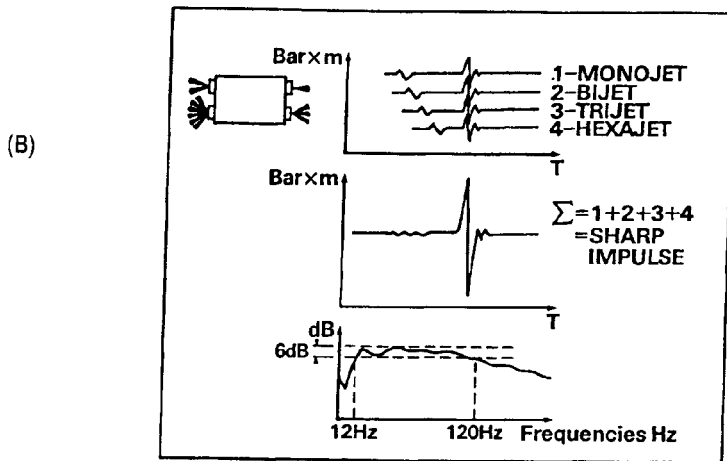 (B)
Bar×m
1-MONOJET
2-BIJET
3-TRIJET
4-HEXAJET
T
Bar×m
Σ=1+2+3+4
=SHARP
IMPULSE
T
dB
6dB
12Hz
120Hz
Frequencies Hz